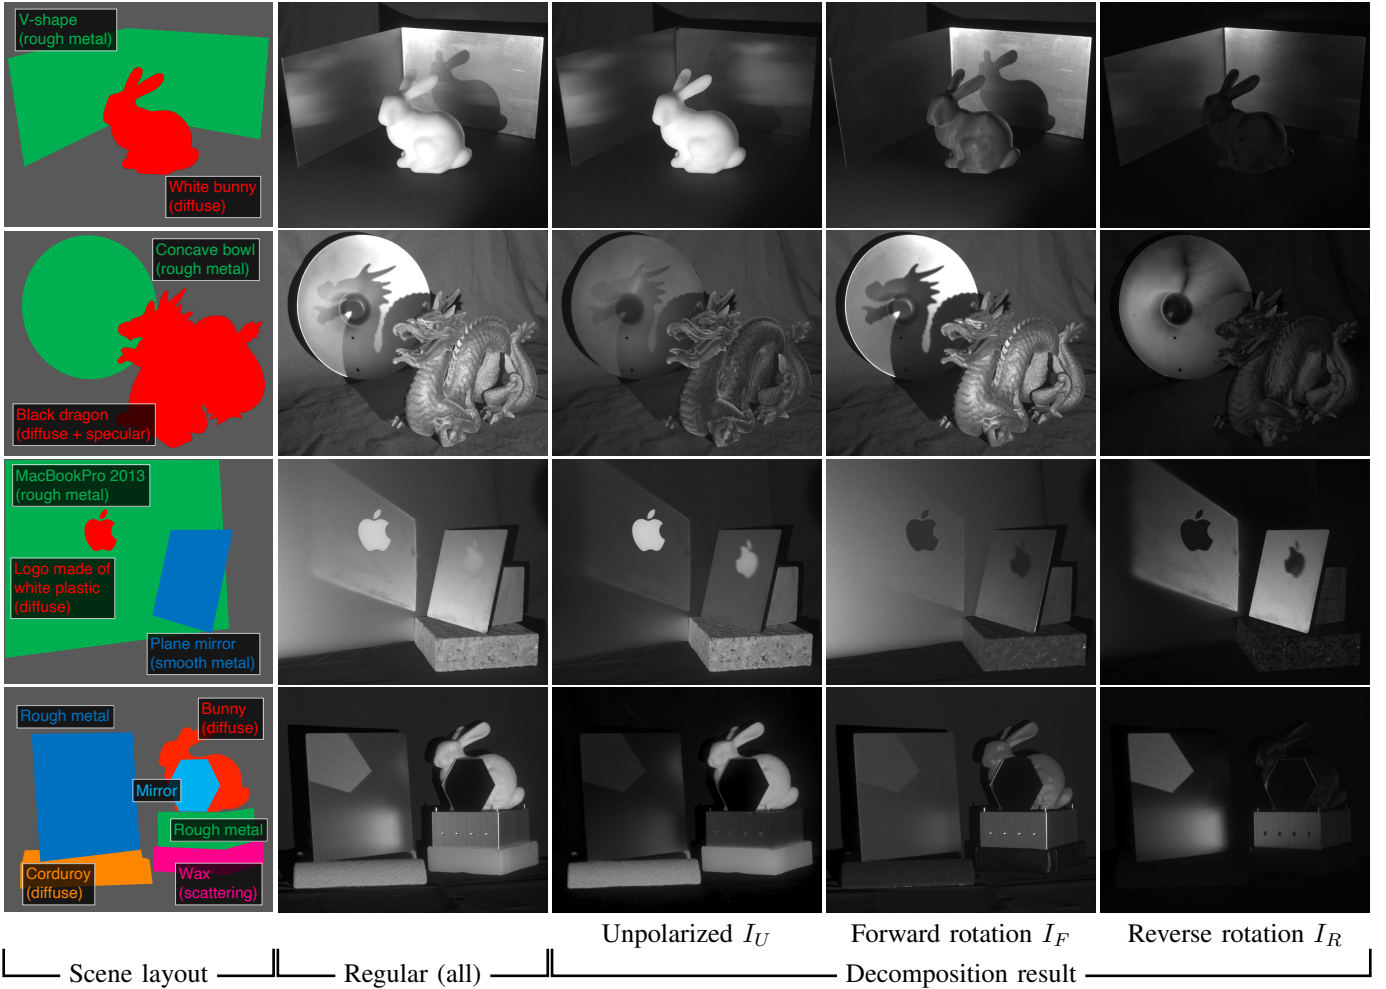 V-shape
(rough metal)
White bunny
(diffuse)
Concave bowl
(rough metal)
Black dragon
(diffuse + specular)
MacBookPro 2013
(rough metal)
Logo made of
white plastic
(diffuse)
Plane mirror
(smooth metal)
Rough metal
Bunny
(diffuse)
Mirror
Rough metal
Corduroy
(diffuse)
Wax
(scattering)
Unpolarized I_U
Forward rotation I_F
Reverse rotation I_R
Scene layout
Regular (all)
Decomposition result